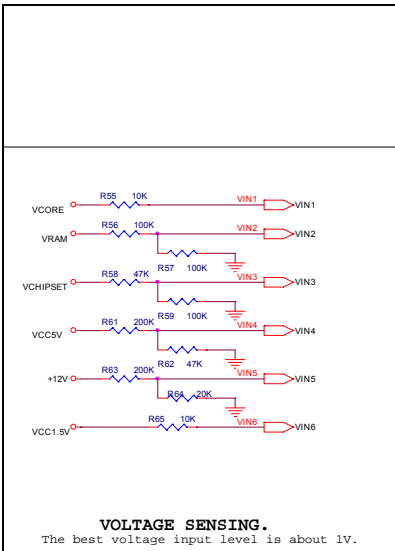 R55 10K
VCORE VIN1 VIN1
R56 100K
VRAM VIN2 VIN2
R57 100K
R58 47K
VCHIPSET VIN3 VIN3
R59 100K
R61 200K
VCC5V VIN4 VIN4
R62 47K
R63 200K
+12V VIN5 VIN5
R64 20K
R65 10K
VCC1.5V VIN6 VIN6
VOLTAGE SENSING.
The best voltage input level is about 1V.